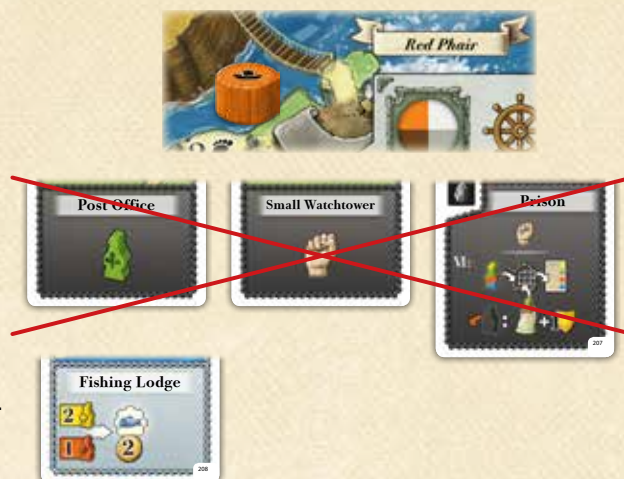 Red Phair
Post Office
Small Watchtower
Prison
M:
:
+
207
Fishing Lodge
2
1
2
208